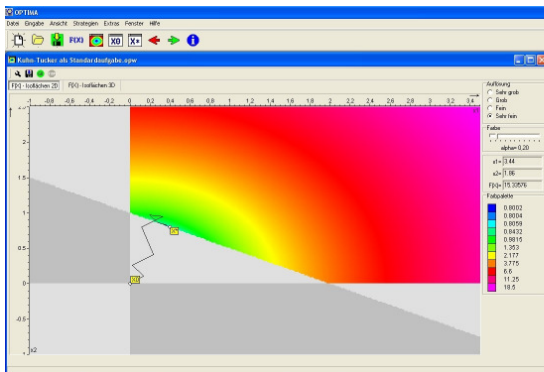 OPTIMA
Datei Eingabe Ansicht Strategien Extras Fenster Hilfe
F(X) X0 X*
Kuhn-Tucker als Standardaufgabe.opw
F(X) - Isoflächen 2D F(X) - Isoflächen 3D
-1 -0,8 -0,6 -0,4 -0,2 0 0,2 0,4 0,6 0,8 1 1,2 1,4 1,6 1,8 2 2,2 2,4 2,6 2,8 3 3,2 3,4
x1
2
1,5
1
0,5
0
-0,5
x2
X*
X0
Auflösung
Sehr grob
Grob
Fein
Sehr fein
Farbe
alpha= 0,20
x1= 3.44
x2= 1.86
F(X)= 15.33576
Farbpalette
0.0002
0.0004
0.0059
0.0432
0.9815
1.353
2.177
3.775
6.6
11.25
18.5